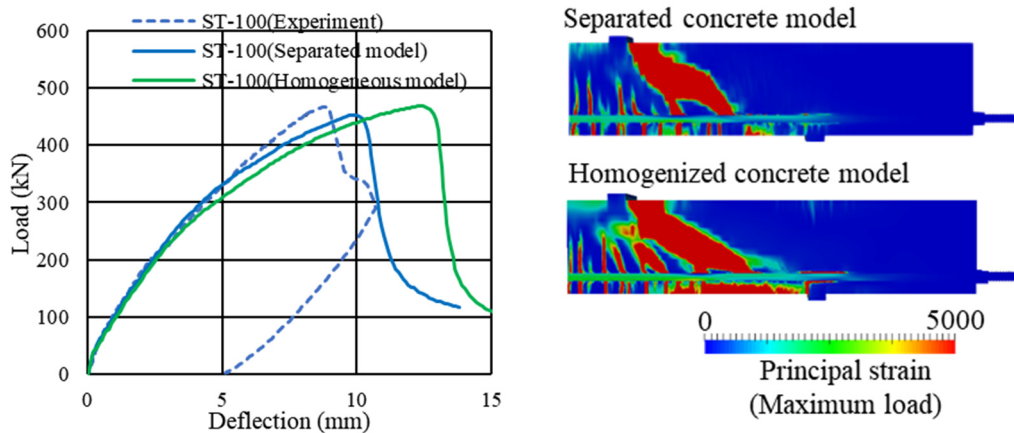 600
500
400
300
200
100
0
Load (kN)
ST-100(Experiment)
ST-100(Separated model)
ST-100(Homogeneous model)
0
5
10
15
Deflection (mm)
Separated concrete model
Homogenized concrete model
0
5000
Principal strain
(Maximum load)